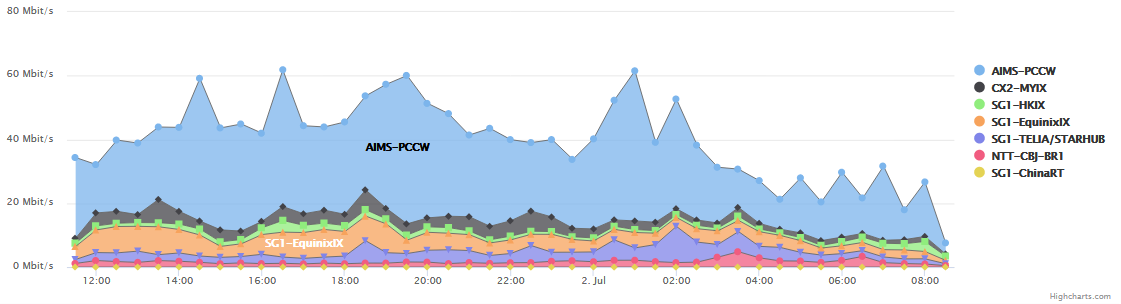 80 Mbit/s
60 Mbit/s
40 Mbit/s
20 Mbit/s
0 Mbit/s
AIMS-PCCW
SG1-EquinixIX
12:00 14:00 16:00 18:00 20:00 22:00 2. Jul 02:00 04:00 06:00 08:00
AIMS-PCCW
CX2-MYIX
SG1-HKIX
SG1-EquinixIX
SG1-TELIA/STARHUB
NTT-CBJ-BR1
SG1-ChinaRT
Highcharts.com